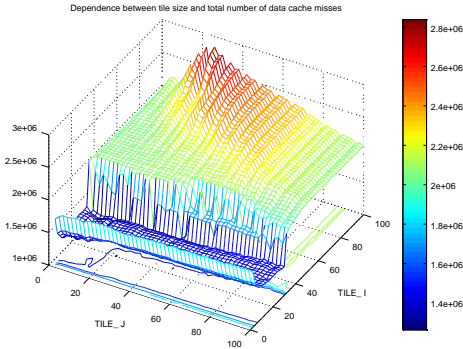 Dependence between tile size and total number of data cache misses
3e+06
2.5e+06
2e+06
1.5e+06
1e+06
0
20
40
60
80
100
TILE_ J
0
20
40
60
80
100
TILE_ I
2.8e+06
2.6e+06
2.4e+06
2.2e+06
2e+06
1.8e+06
1.6e+06
1.4e+06